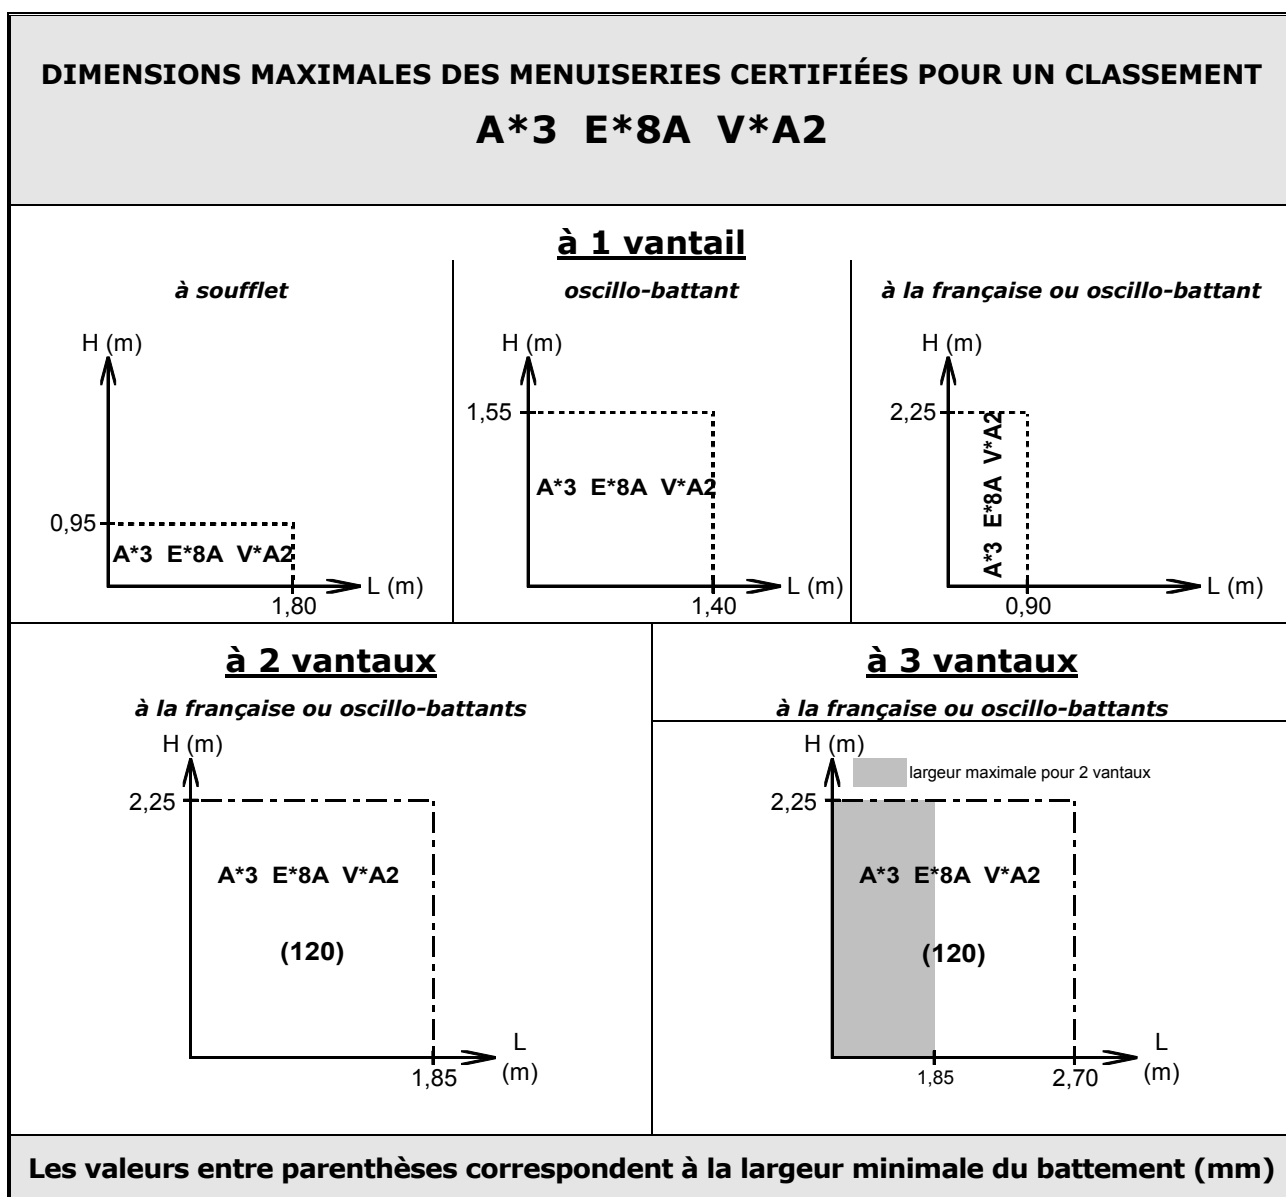 DIMENSIONS MAXIMALES DES MENUISERIES CERTIFIÉES POUR UN CLASSEMENT
A*3 E*8A V*A2
à 1 vantail
à soufflet
H (m)
0,95
A*3 E*8A V*A2
L (m)
1,80
oscillo-battant
H (m)
1,55
A*3 E*8A V*A2
L (m)
1,40
à la française ou oscillo-battant
H (m)
2,25
A*3 E*8A V*A2
L (m)
0,90
à 2 vantaux
à la française ou oscillo-battants
H (m)
2,25
A*3 E*8A V*A2
(120)
L
(m)
1,85
à 3 vantaux
à la française ou oscillo-battants
H (m)
largeur maximale pour 2 vantaux
2,25
A*3 E*8A V*A2
(120)
L
(m)
1,85 2,70
Les valeurs entre parenthèses correspondent à la largeur minimale du battement (mm)